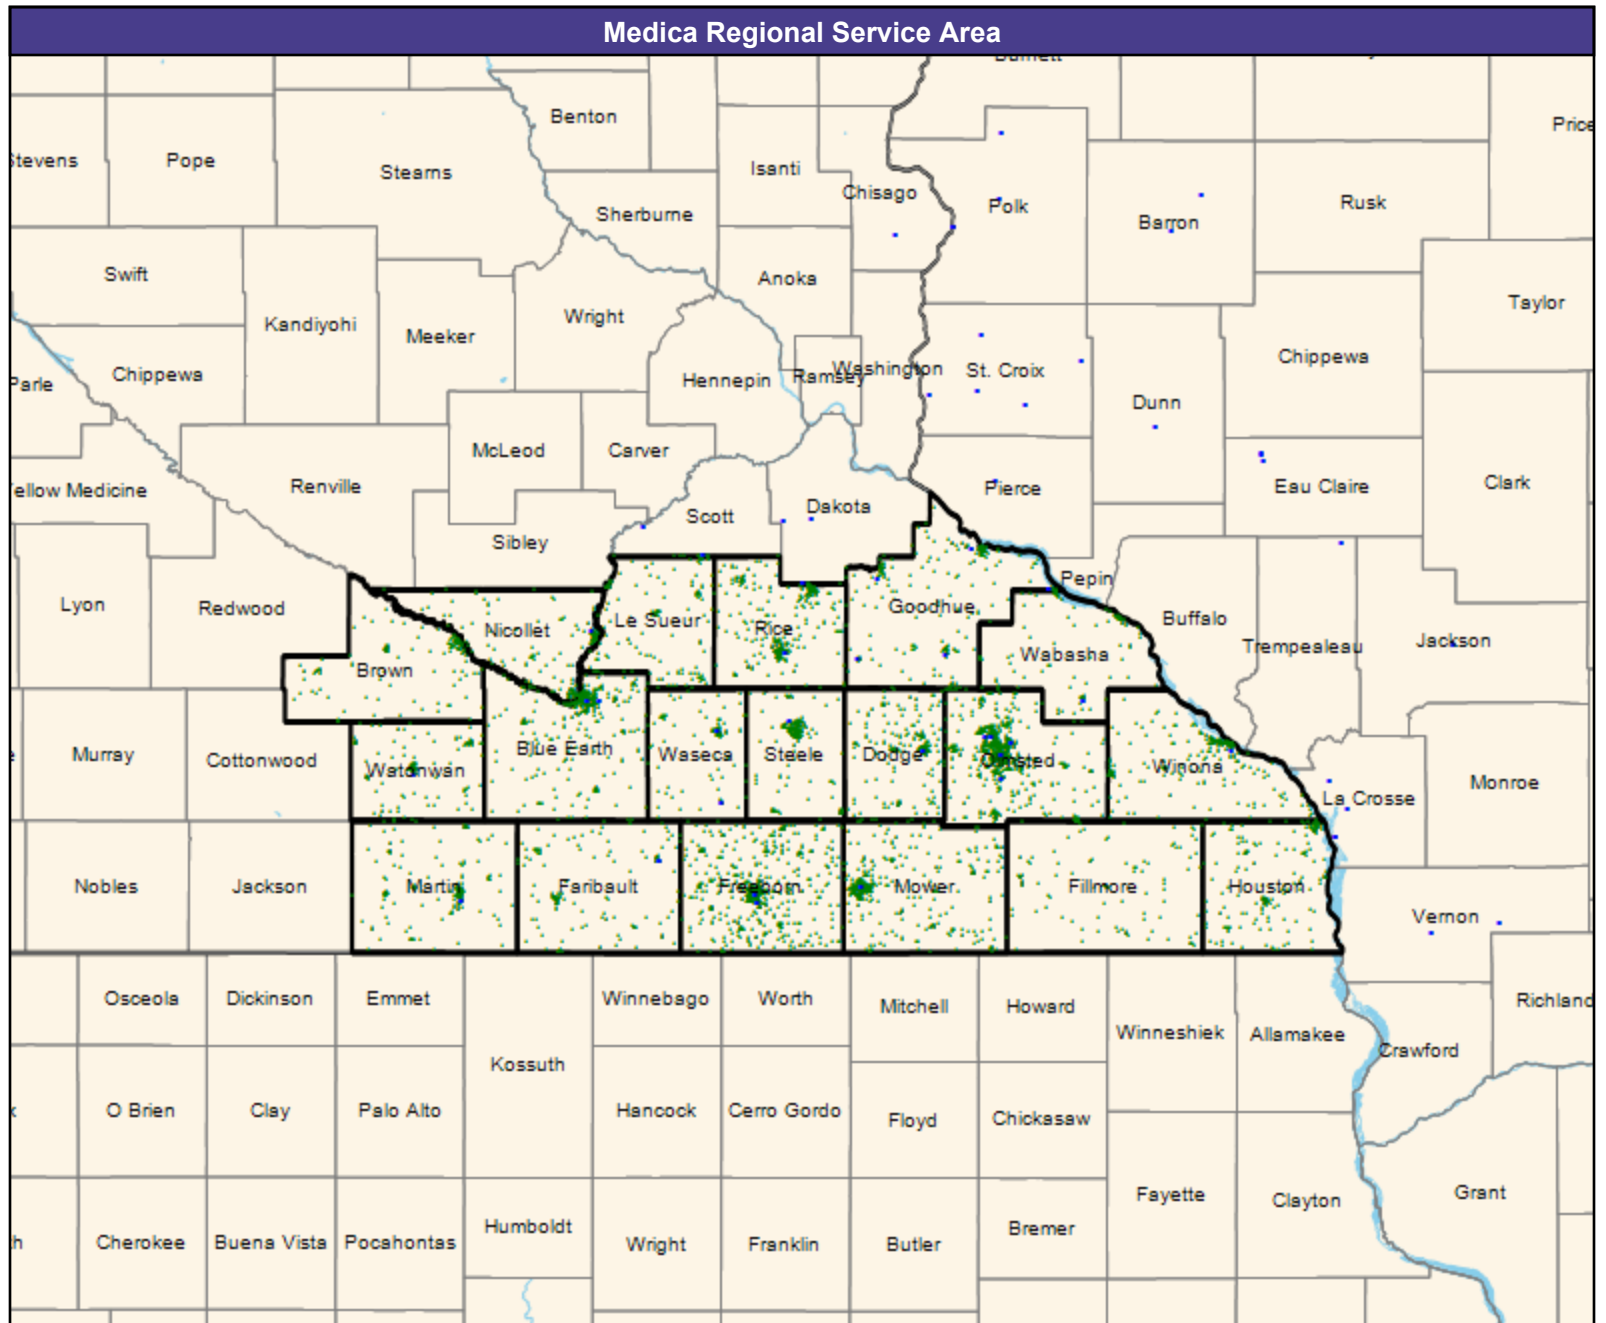 Medica Regional Service Area
Benton
Price
Stevens
Pope
Stearns
Isanti
Chisago
Polk
Barron
Rusk
Sherburne
Swift
Anoka
Taylor
Kandiyohi
Meeker
Wright
Chippewa
Hennepin
Ramsey
Washington
St. Croix
Chippewa
Parle
Dunn
McLeod
Carver
Renville
ellow Medicine
Scott
Dakota
Pierce
Eau Claire
Clark
Sibley
Lyon
Redwood
Nicollet
Le Sueur
Rice
Goodhue
Pepin
Buffalo
Trempealeau
Jackson
Brown
Wabasha
Murray
Cottonwood
Watonwan
Blue Earth
Waseca
Steele
Dodge
Olmsted
Winona
La Crosse
Monroe
Nobles
Jackson
Martin
Faribault
Freeborn
Mower
Fillmore
Houston
Vernon
Osceola
Dickinson
Emmet
Winnebago
Worth
Mitchell
Howard
Richland
Kossuth
Winneshiek
Allamakee
Crawford
O Brien
Clay
Palo Alto
Hancock
Cerro Gordo
Floyd
Chickasaw
Cherokee
Buena Vista
Pocahontas
Humboldt
Wright
Franklin
Butler
Bremer
Fayette
Clayton
Grant